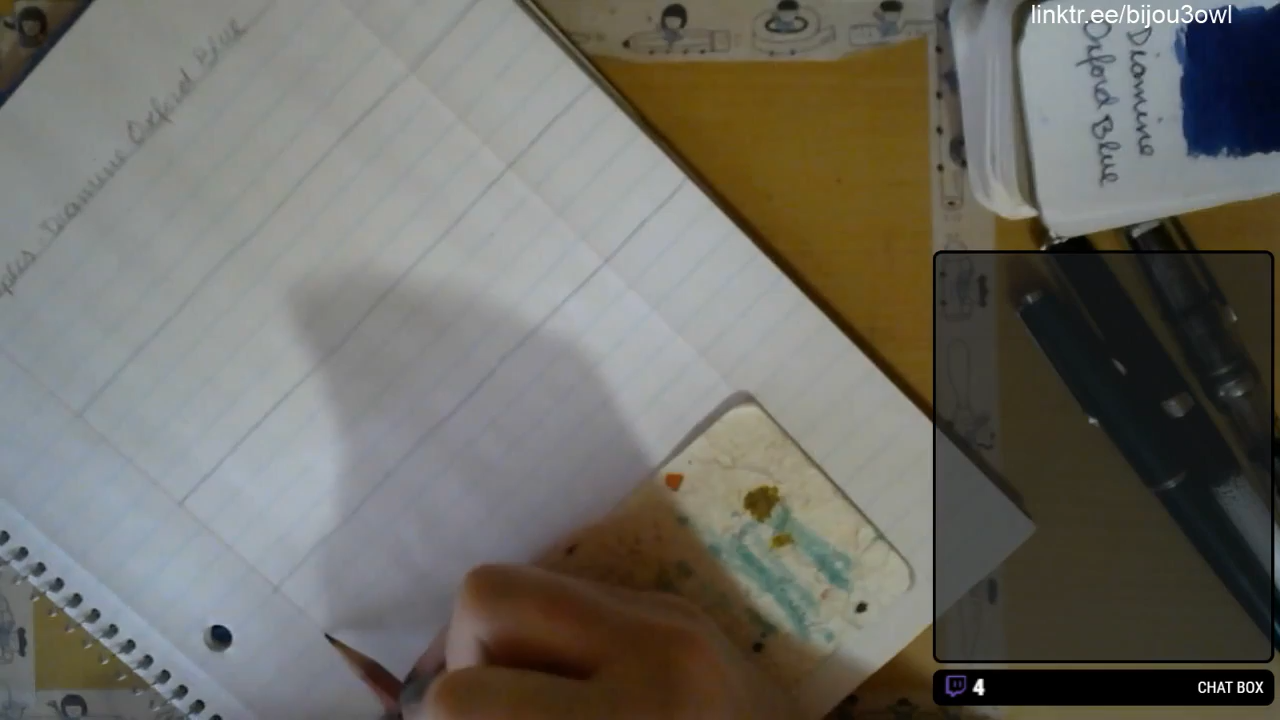 linktr.ee/bijou3owl
Diamine
Oxford Blue
Diamine Oxford Blue
4
CHAT BOX